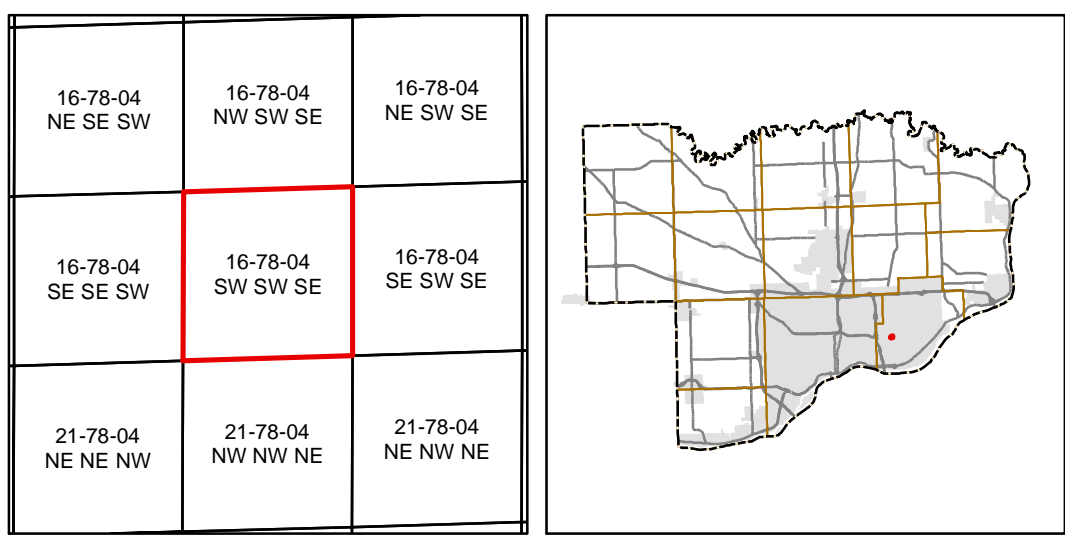 16-78-04
NE SE SW
16-78-04
NW SW SE
16-78-04
NE SW SE
16-78-04
SE SE SW
16-78-04
SW SW SE
16-78-04
SE SW SE
21-78-04
NE NE NW
21-78-04
NW NW NE
21-78-04
NE NW NE